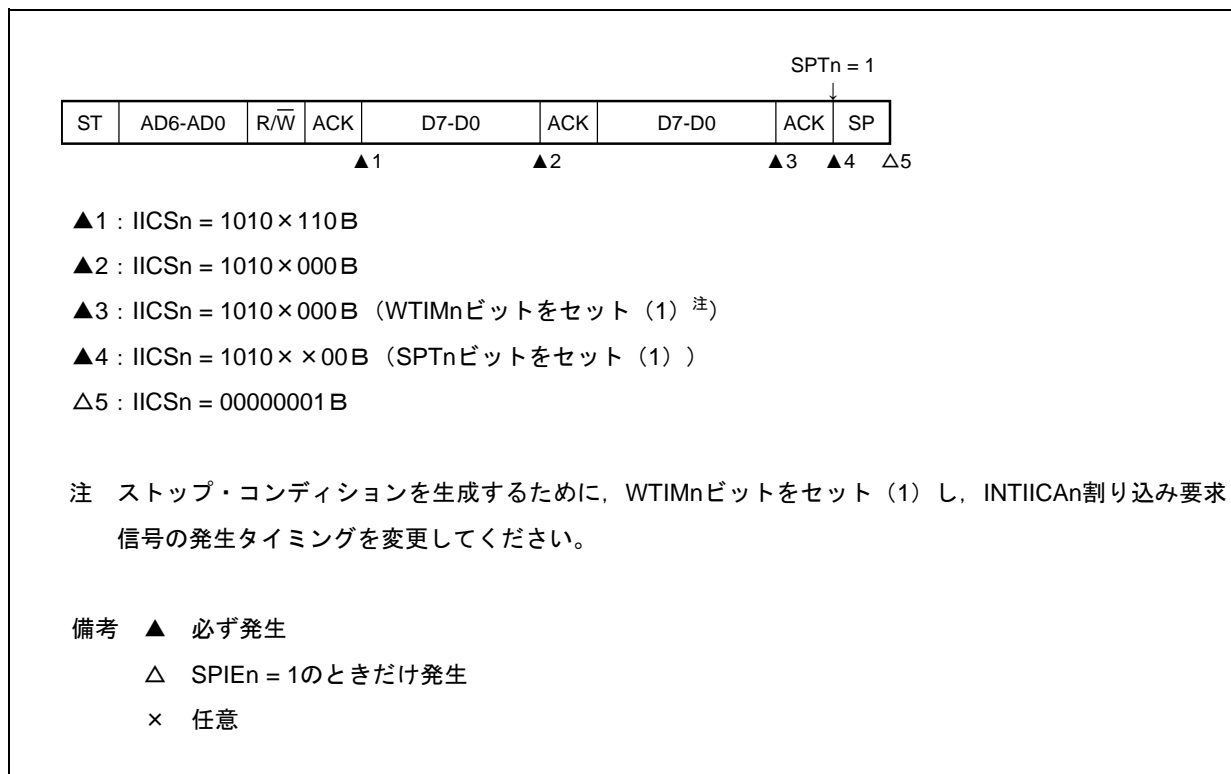 SPTn = 1
↓
ST AD6-AD0 R/W̅ ACK D7-D0 ACK D7-D0 ACK SP
▲1 ▲2 ▲3 ▲4 △5
▲1：IICSn = 1010×110B
▲2：IICSn = 1010×000B
▲3：IICSn = 1010×000B（WTIMnビットをセット（1）注）
▲4：IICSn = 1010××00B（SPTnビットをセット（1））
△5：IICSn = 00000001B
注 ストップ・コンディションを生成するために，WTIMnビットをセット（1）し，INTIICAn割り込み要求
信号の発生タイミングを変更してください。
備考 ▲ 必ず発生
△ SPIEn = 1のときだけ発生
× 任意